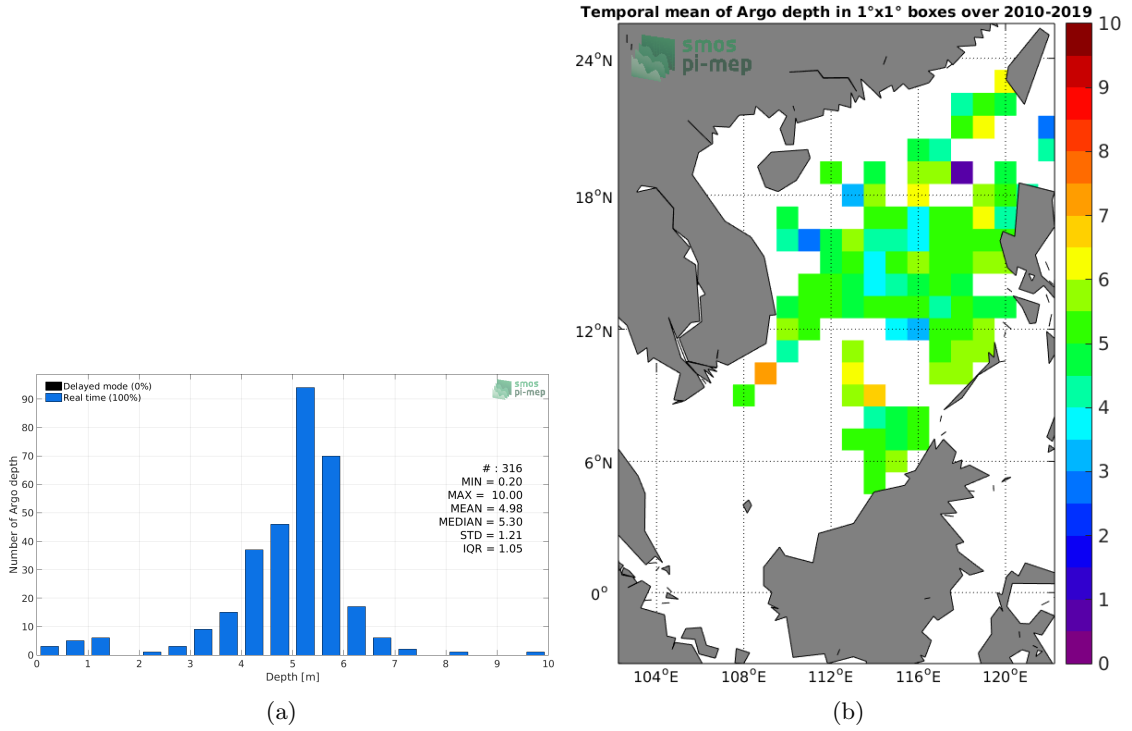 Temporal mean of Argo depth in 1°x1° boxes over 2010-2019
smos
pi-mep
24°N
18°N
12°N
6°N
0°
104°E
108°E
112°E
116°E
120°E
10
9
8
7
6
5
4
3
2
1
0
Delayed mode (0%)
Real time (100%)
smos
pi-mep
# : 316
MIN = 0.20
MAX = 10.00
MEAN = 4.98
MEDIAN = 5.30
STD = 1.21
IQR = 1.05
Number of Argo depth
90
80
70
60
50
40
30
20
10
0
0
1
2
3
4
5
6
7
8
9
10
Depth [m]
(a)
(b)